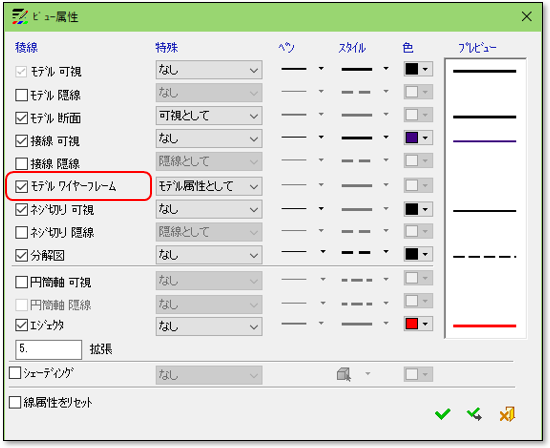 ビュー属性
稜線 特殊 ペン スタイル 色 プレビュー
モデル 可視 なし
モデル 隠線 なし
モデル 断面 可視として
接線 可視 なし
接線 隠線 隠線として
モデル ワイヤーフレーム モデル属性として
ネジ切り 可視 なし
ネジ切り 隠線 隠線として
分解図 なし
円筒軸 可視 なし
円筒軸 隠線 なし
エジェクタ なし
5. 拡張
シェーディング なし
線属性をリセット